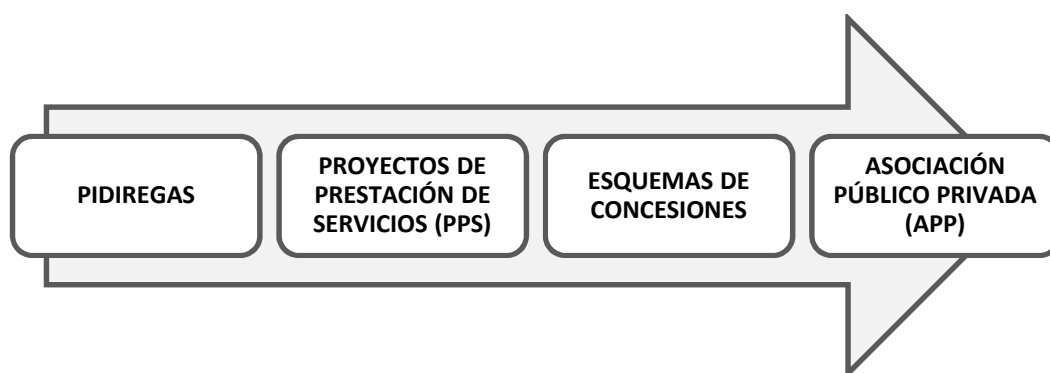 PIDIREGAS
PROYECTOS DE
PRESTACIÓN DE
SERVICIOS (PPS)
ESQUEMAS DE
CONCESIONES
ASOCIACIÓN
PÚBLICO PRIVADA
(APP)